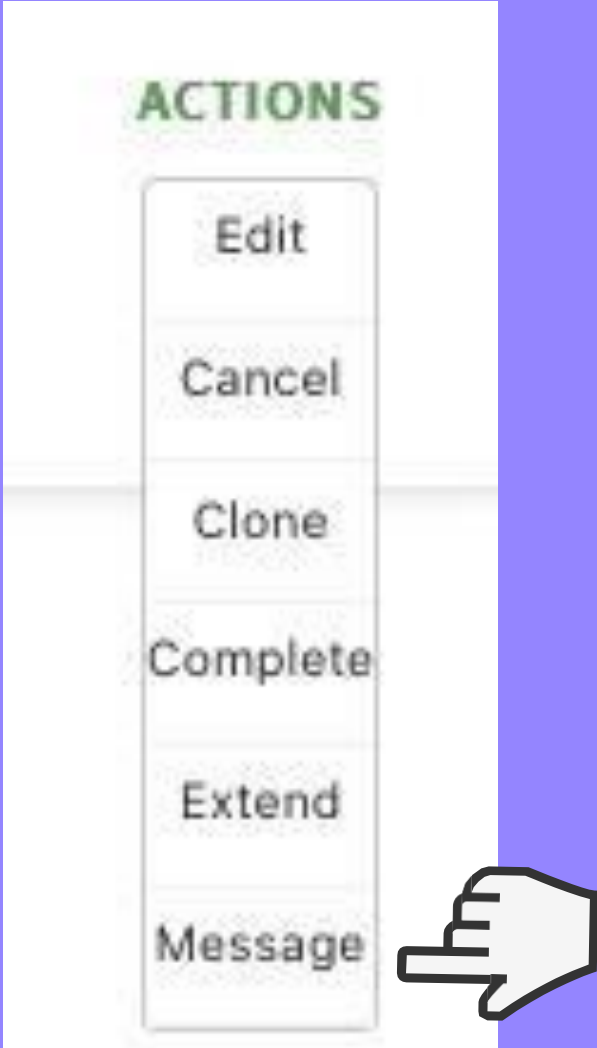 ACTIONS
Edit
Cancel
Clone
Complete
Extend
Message